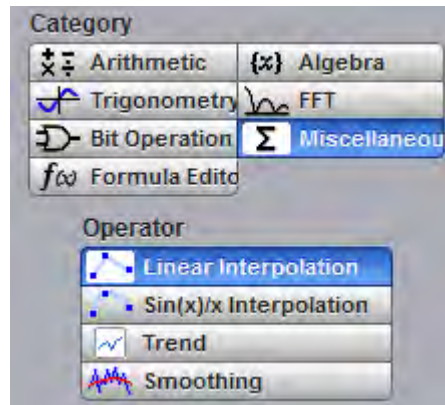 Category
Arithmetic {x} Algebra
Trigonometry FFT
Bit Operation Σ Miscellaneou
f(x) Formula Edito
Operator
Linear Interpolation
Sin(x)/x Interpolation
Trend
Smoothing